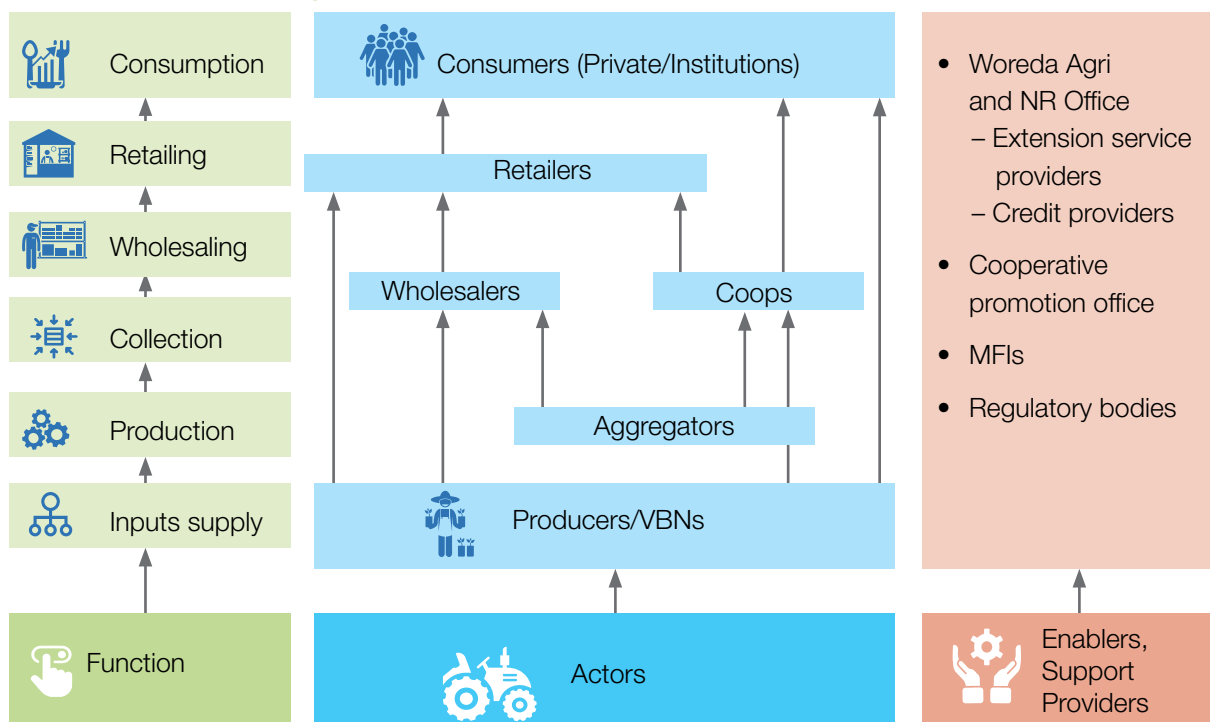 Consumption
Retailing
Wholesaling
Collection
Production
Inputs supply
Function
Consumers (Private/Institutions)
Retailers
Wholesalers
Coops
Aggregators
Producers/VBNs
Actors
• Woreda Agri
and NR Office
– Extension service
providers
– Credit providers
• Cooperative
promotion office
• MFIs
• Regulatory bodies
Enablers,
Support
Providers